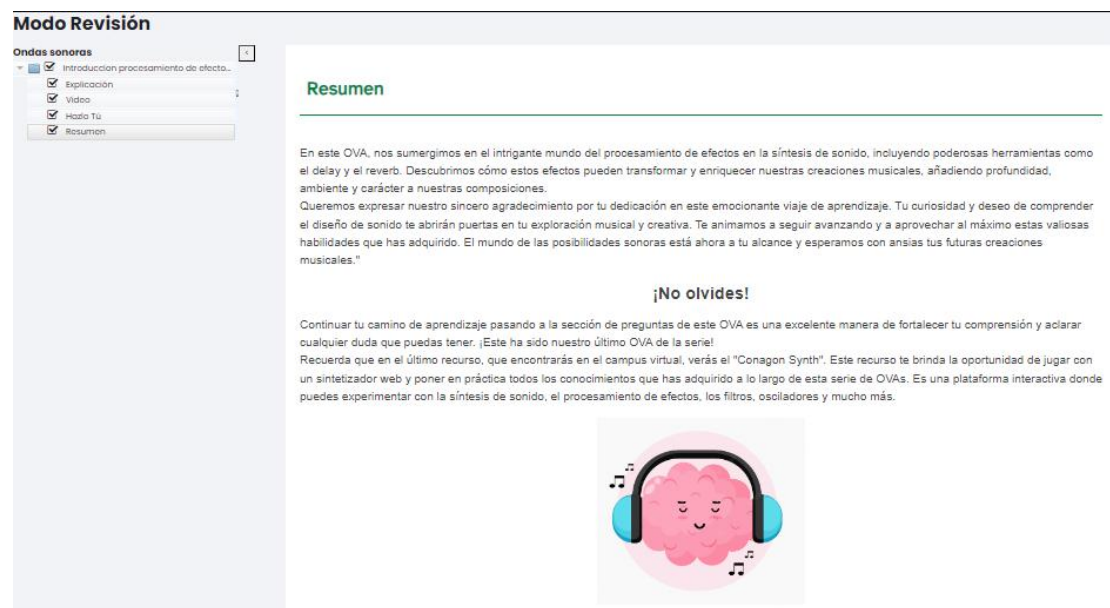 Modo Revisión
Ondas sonoras
<
Introduccion procesamiento de efecto...
Explicación
Video
Hazlo Tú
Resumen
Resumen
En este OVA, nos sumergimos en el intrigante mundo del procesamiento de efectos en la síntesis de sonido, incluyendo poderosas herramientas como
el delay y el reverb. Descubrimos cómo estos efectos pueden transformar y enriquecer nuestras creaciones musicales, añadiendo profundidad,
ambiente y carácter a nuestras composiciones.
Queremos expresar nuestro sincero agradecimiento por tu dedicación en este emocionante viaje de aprendizaje. Tu curiosidad y deseo de comprender
el diseño de sonido te abrirán puertas en tu exploración musical y creativa. Te animamos a seguir avanzando y a aprovechar al máximo estas valiosas
habilidades que has adquirido. El mundo de las posibilidades sonoras está ahora a tu alcance y esperamos con ansias tus futuras creaciones
musicales."
¡No olvides!
Continuar tu camino de aprendizaje pasando a la sección de preguntas de este OVA es una excelente manera de fortalecer tu comprensión y aclarar
cualquier duda que puedas tener. ¡Este ha sido nuestro último OVA de la serie!
Recuerda que en el último recurso, que encontrarás en el campus virtual, verás el "Conagon Synth". Este recurso te brinda la oportunidad de jugar con
un sintetizador web y poner en práctica todos los conocimientos que has adquirido a lo largo de esta serie de OVAs. Es una plataforma interactiva donde
puedes experimentar con la síntesis de sonido, el procesamiento de efectos, los filtros, osciladores y mucho más.